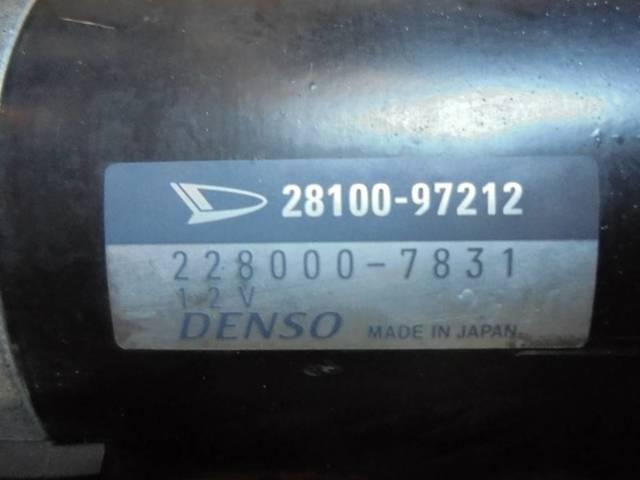 28100-97212
228000-7831
12V
DENSO MADE IN JAPAN